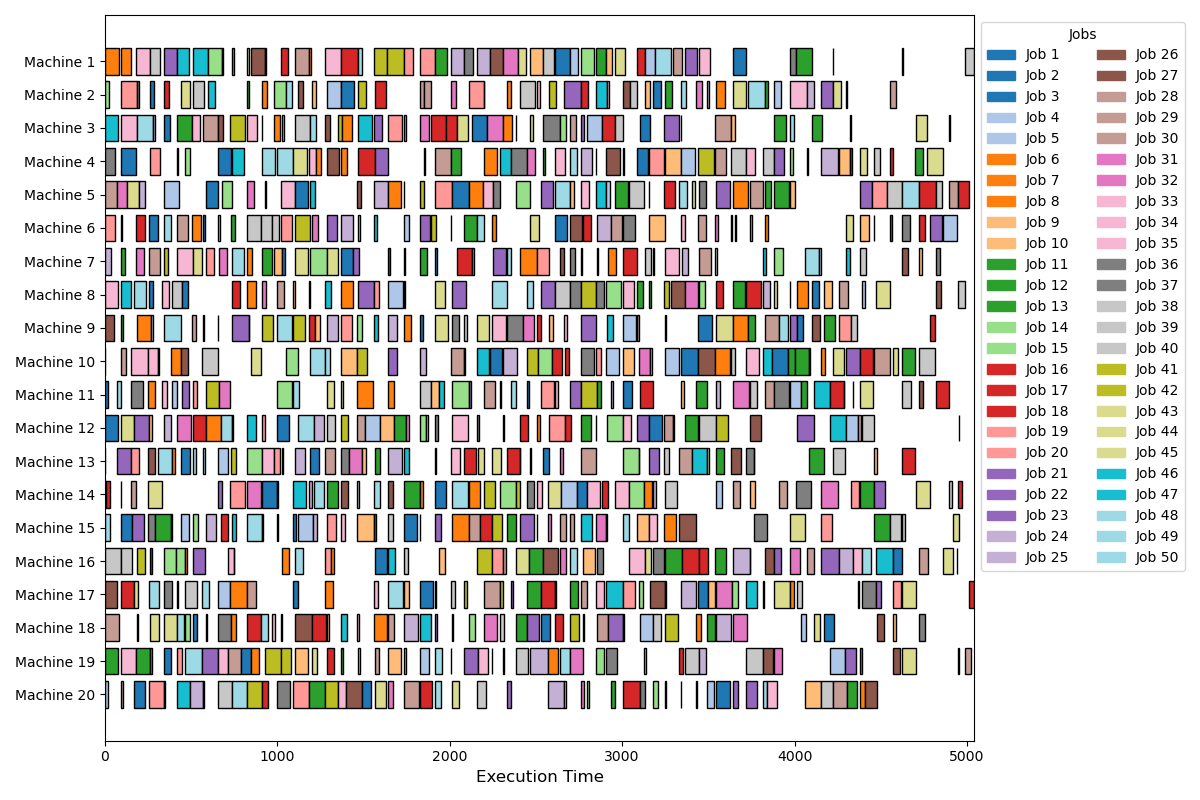 Machine 1
Machine 2
Machine 3
Machine 4
Machine 5
Machine 6
Machine 7
Machine 8
Machine 9
Machine 10
Machine 11
Machine 12
Machine 13
Machine 14
Machine 15
Machine 16
Machine 17
Machine 18
Machine 19
Machine 20
0 1000 2000 3000 4000 5000
Execution Time
Jobs
Job 1
Job 2
Job 3
Job 4
Job 5
Job 6
Job 7
Job 8
Job 9
Job 10
Job 11
Job 12
Job 13
Job 14
Job 15
Job 16
Job 17
Job 18
Job 19
Job 20
Job 21
Job 22
Job 23
Job 24
Job 25
Job 26
Job 27
Job 28
Job 29
Job 30
Job 31
Job 32
Job 33
Job 34
Job 35
Job 36
Job 37
Job 38
Job 39
Job 40
Job 41
Job 42
Job 43
Job 44
Job 45
Job 46
Job 47
Job 48
Job 49
Job 50